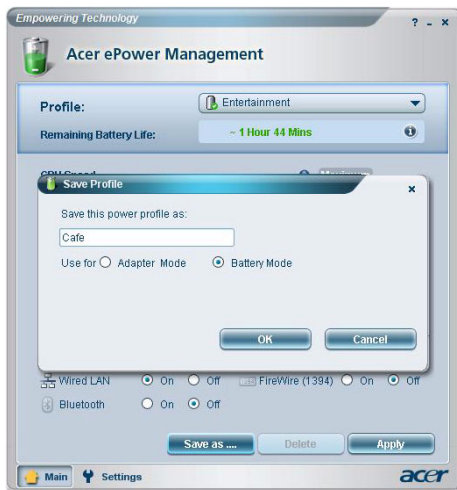 Empowering Technology
? - x
Acer ePower Management
Profile: Entertainment
Remaining Battery Life: ~ 1 Hour 44 Mins
CPU Speed Maximum
Save Profile x
Save this power profile as:
Cafe
Use for Adapter Mode Battery Mode
OK Cancel
Wired LAN On Off FireWire (1394) On Off
Bluetooth On Off
Save as .... Delete Apply
Main Settings acer